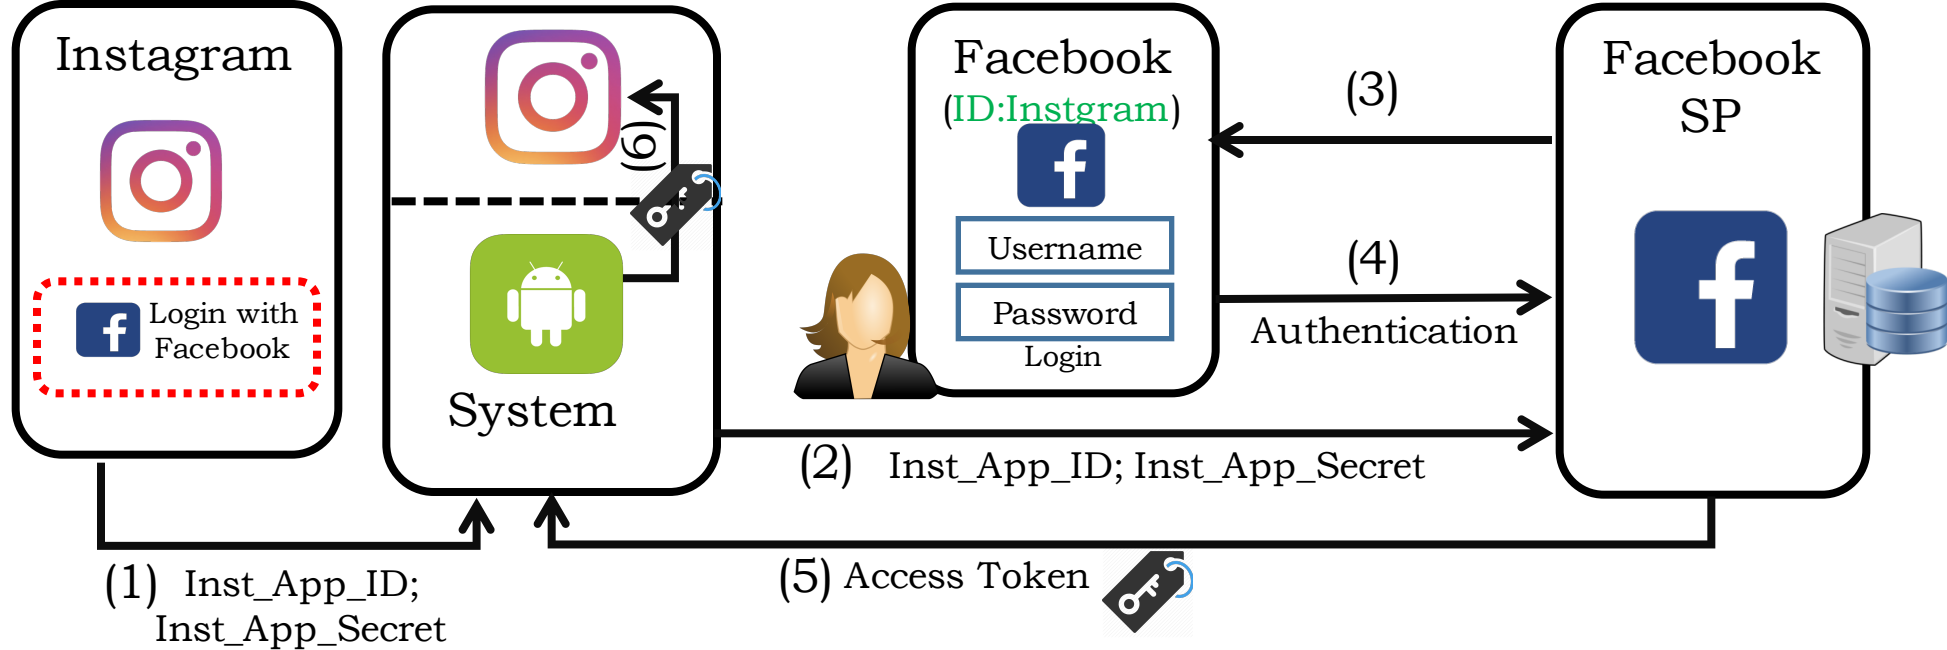 Instagram
Login with
Facebook
(1) Inst_App_ID;
Inst_App_Secret
(6)
System
Facebook
(ID:Instgram)
Username
Password
Login
(2) Inst_App_ID; Inst_App_Secret
(3)
(4)
Authentication
(5) Access Token
Facebook
SP